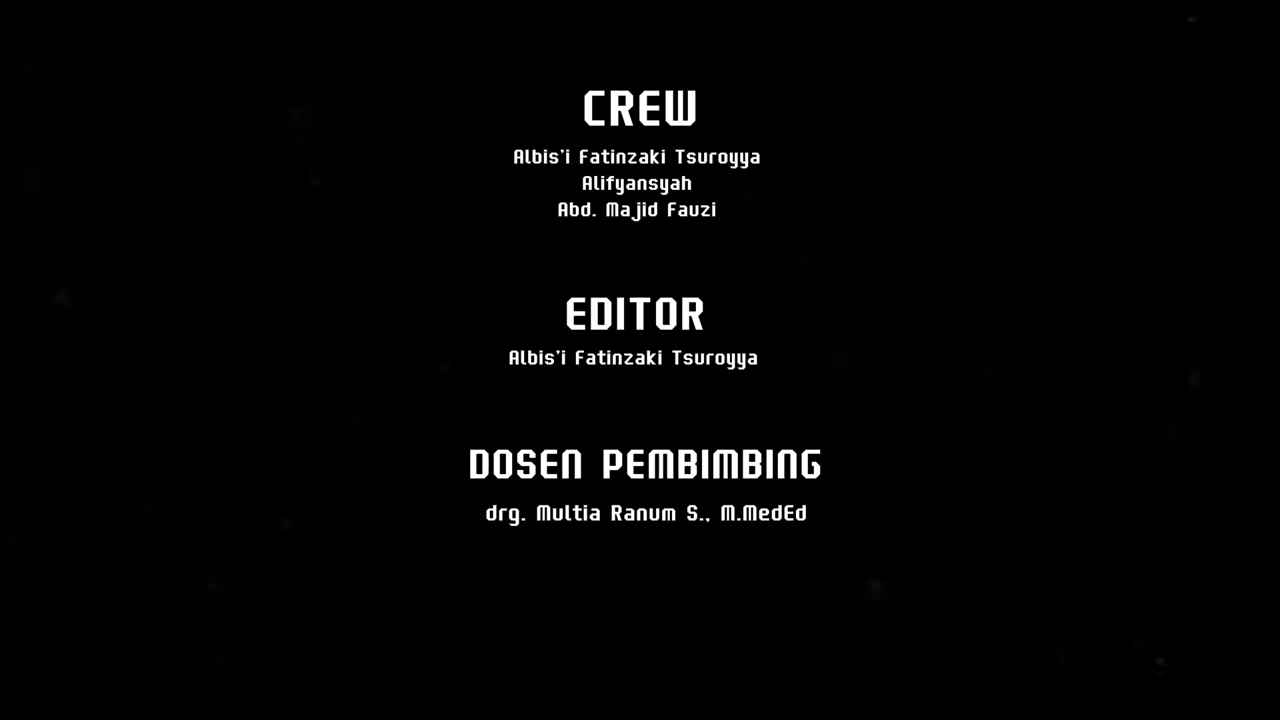 CREW
Albis'i Fatinzaki Tsuroyya
Alifyansyah
Abd. Majid Fauzi
EDITOR
Albis'i Fatinzaki Tsuroyya
DOSEN PEMBIMBING
drg. Multia Ranum S., M.MedEd